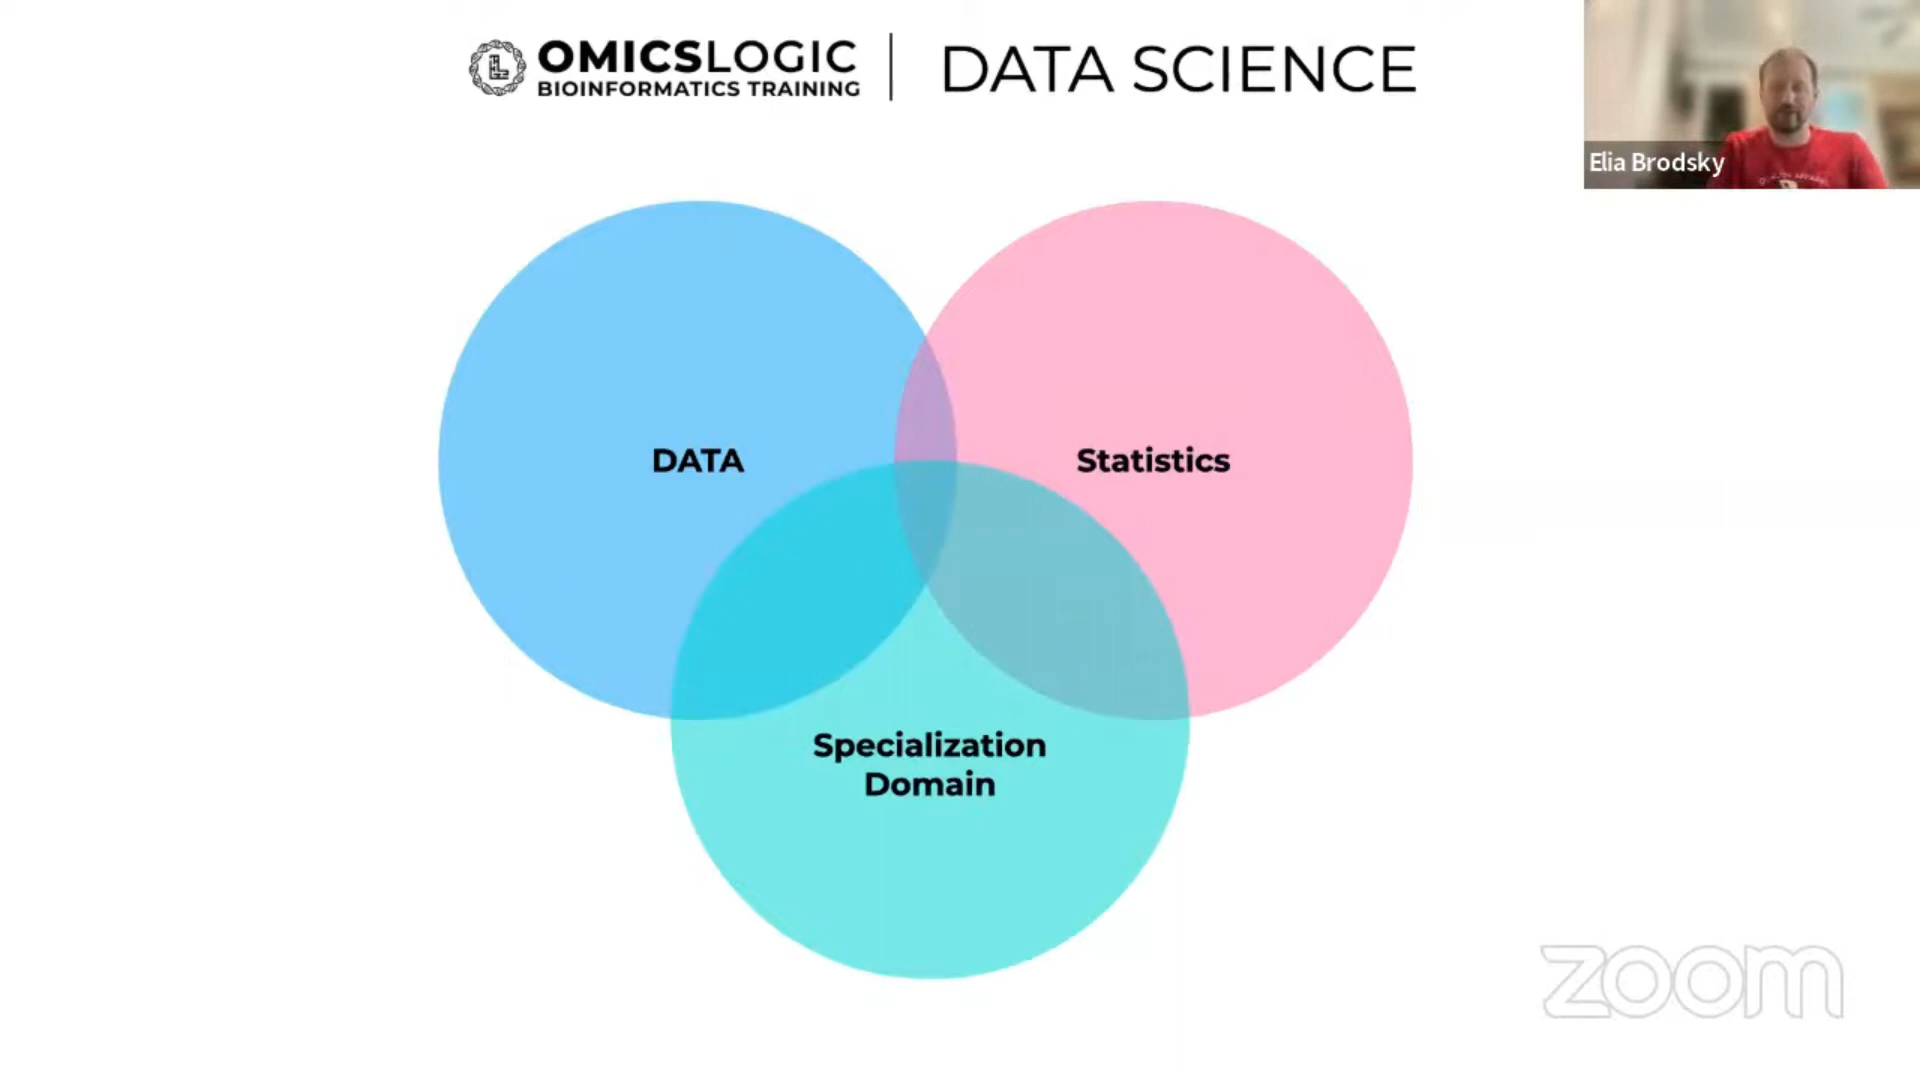 OMICSLOGIC
BIOINFORMATICS TRAINING
DATA SCIENCE
Elia Brodsky
DATA
Statistics
Specialization
Domain
zoom